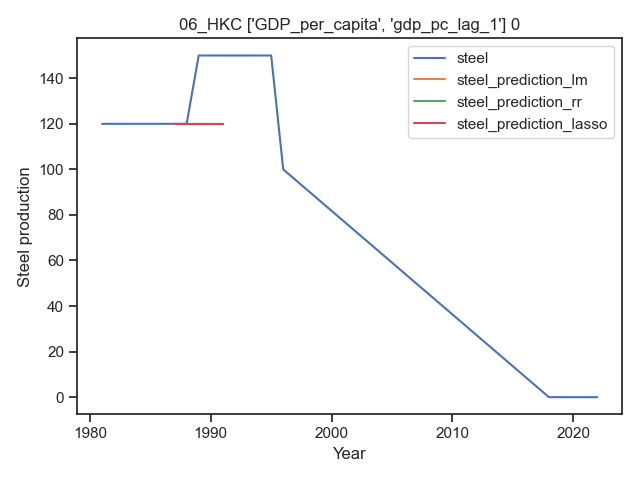 06_HKC ['GDP_per_capita', 'gdp_pc_lag_1'] 0
steel
steel_prediction_lm
steel_prediction_rr
steel_prediction_lasso
Steel production
140
120
100
80
60
40
20
0
1980
1990
2000
2010
2020
Year